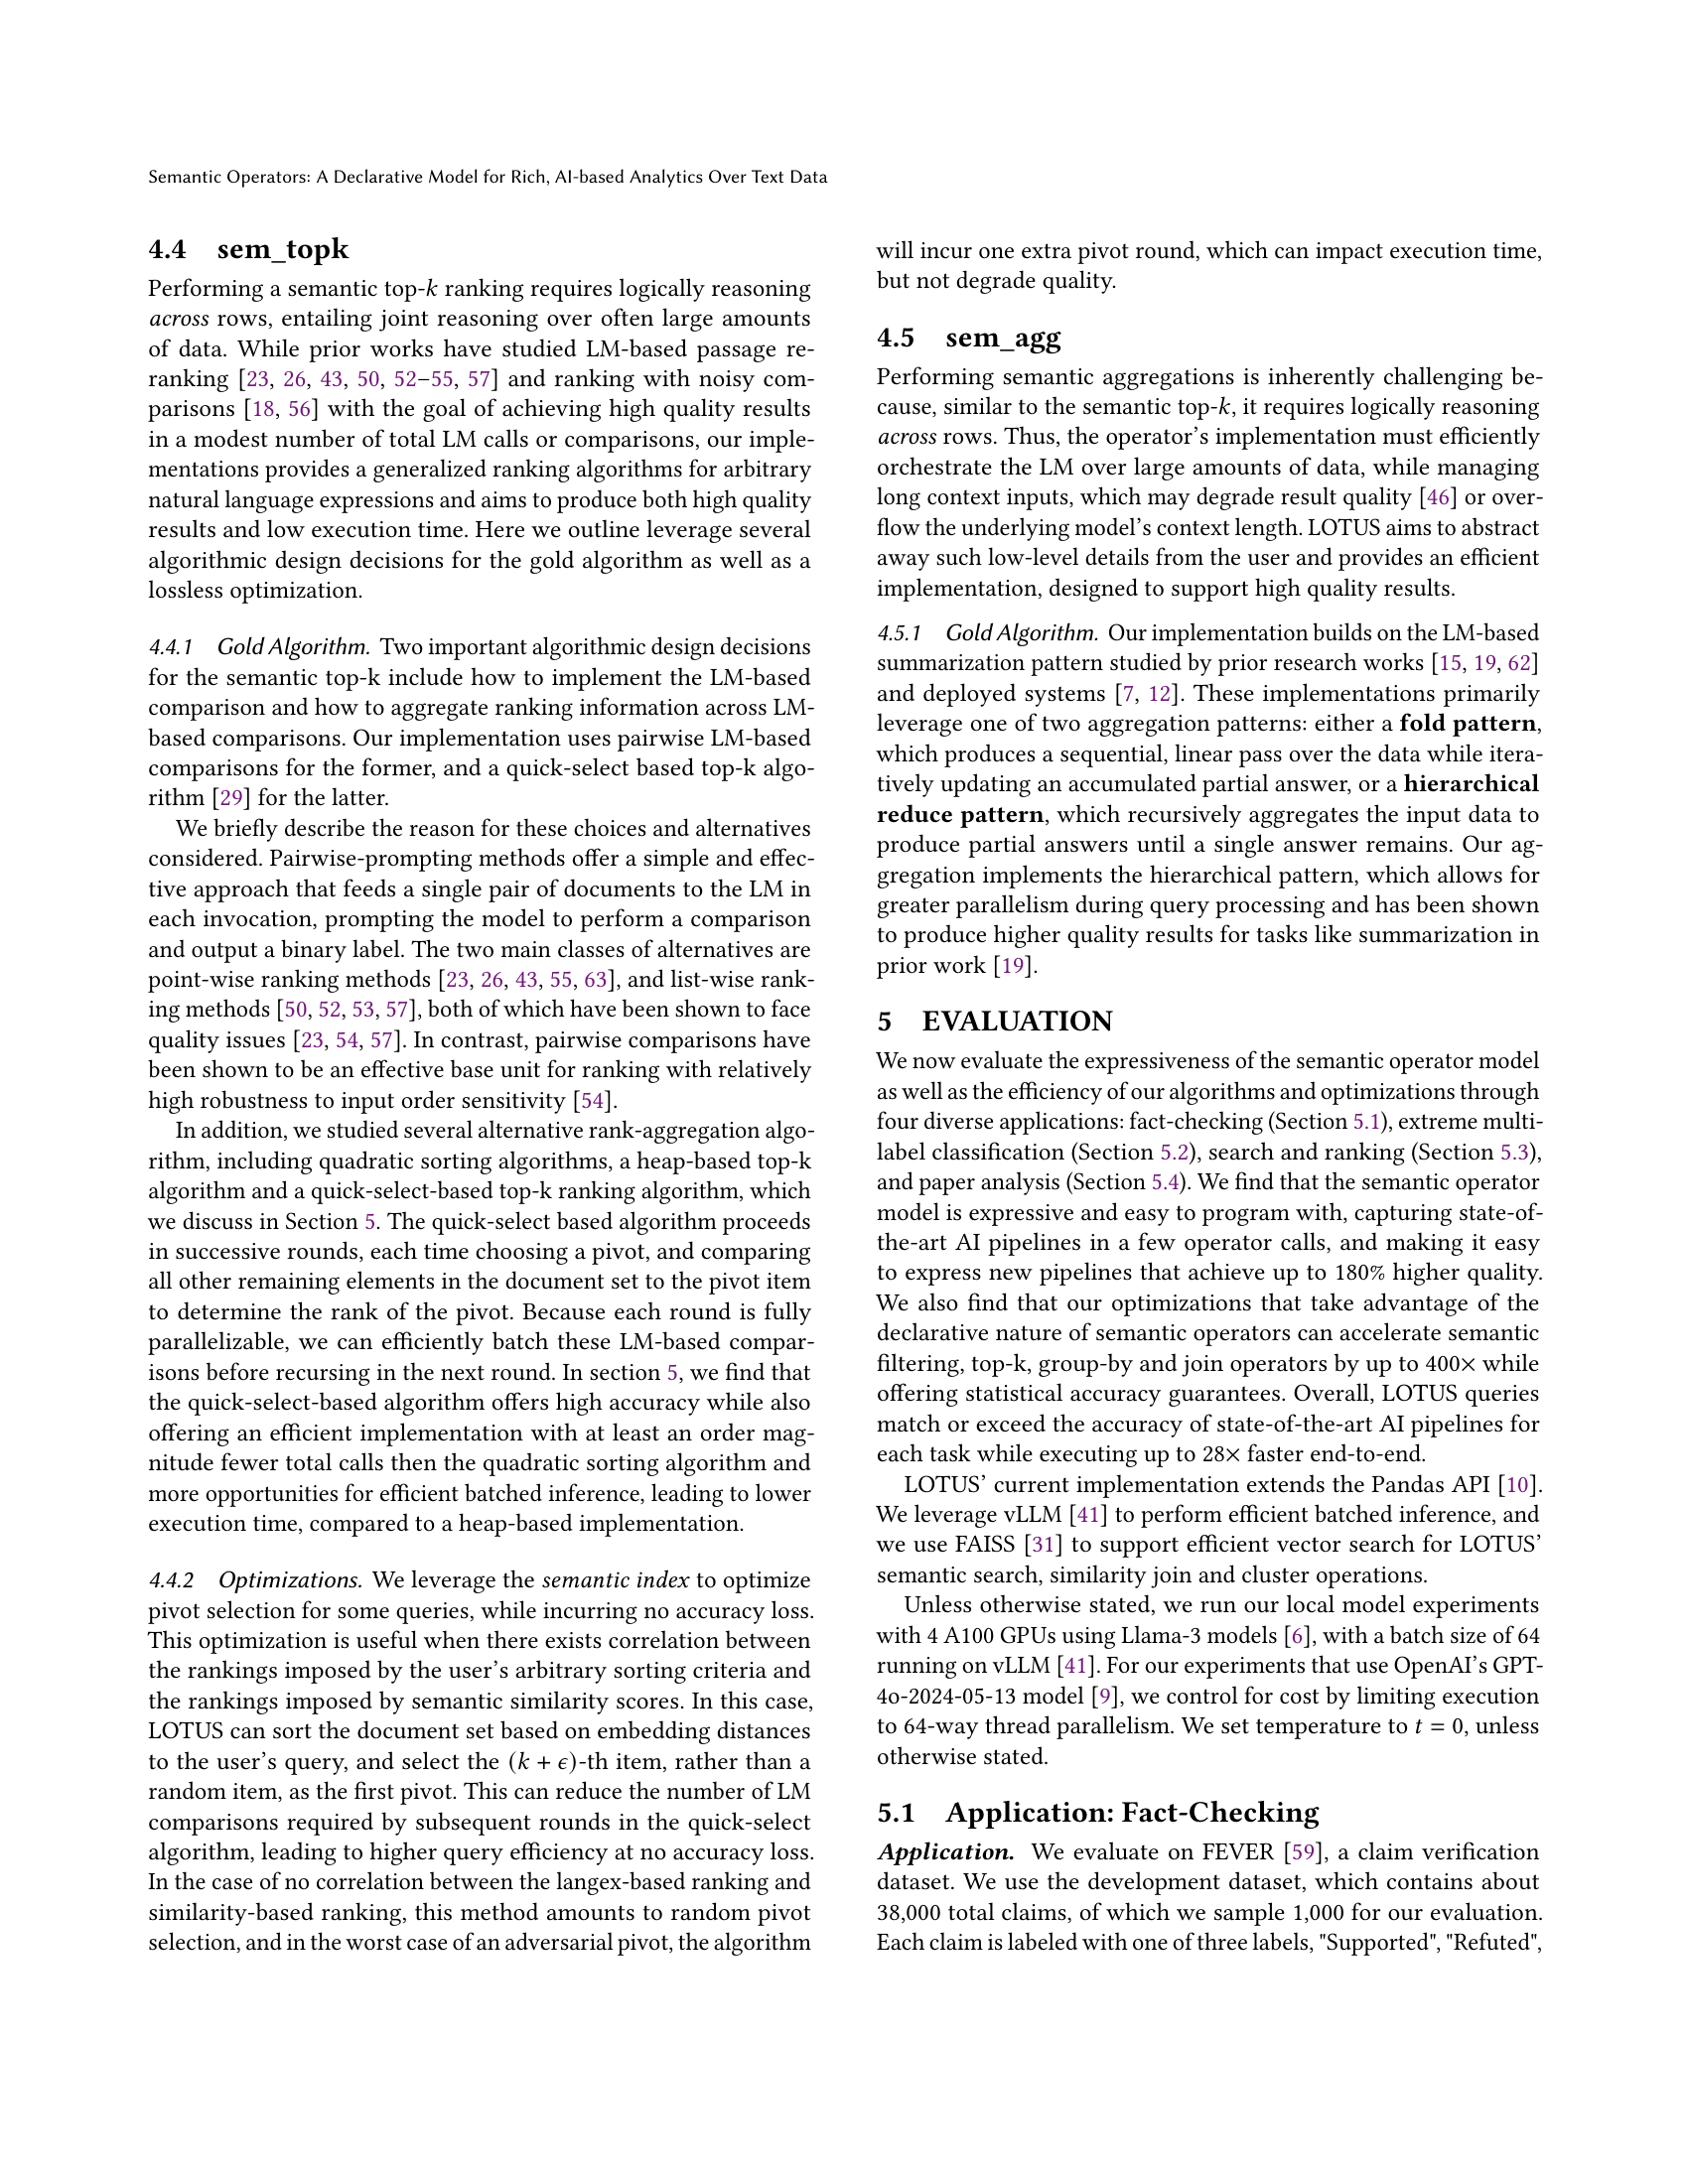 Semantic Operators: A Declarative Model for Rich, AI-based Analytics Over Text Data
4.4 sem_topk
Performing a semantic top-k ranking requires logically reasoning
across rows, entailing joint reasoning over often large amounts
of data. While prior works have studied LM-based passage re-
ranking [23, 26, 43, 50, 52–55, 57] and ranking with noisy com-
parisons [18, 56] with the goal of achieving high quality results
in a modest number of total LM calls or comparisons, our imple-
mentations provides a generalized ranking algorithms for arbitrary
natural language expressions and aims to produce both high quality
results and low execution time. Here we outline leverage several
algorithmic design decisions for the gold algorithm as well as a
lossless optimization.
4.4.1 Gold Algorithm. Two important algorithmic design decisions
for the semantic top-k include how to implement the LM-based
comparison and how to aggregate ranking information across LM-
based comparisons. Our implementation uses pairwise LM-based
comparisons for the former, and a quick-select based top-k algo-
rithm [29] for the latter.
We briefly describe the reason for these choices and alternatives
considered. Pairwise-prompting methods offer a simple and effec-
tive approach that feeds a single pair of documents to the LM in
each invocation, prompting the model to perform a comparison
and output a binary label. The two main classes of alternatives are
point-wise ranking methods [23, 26, 43, 55, 63], and list-wise rank-
ing methods [50, 52, 53, 57], both of which have been shown to face
quality issues [23, 54, 57]. In contrast, pairwise comparisons have
been shown to be an effective base unit for ranking with relatively
high robustness to input order sensitivity [54].
In addition, we studied several alternative rank-aggregation algo-
rithm, including quadratic sorting algorithms, a heap-based top-k
algorithm and a quick-select-based top-k ranking algorithm, which
we discuss in Section 5. The quick-select based algorithm proceeds
in successive rounds, each time choosing a pivot, and comparing
all other remaining elements in the document set to the pivot item
to determine the rank of the pivot. Because each round is fully
parallelizable, we can efficiently batch these LM-based compar-
isons before recursing in the next round. In section 5, we find that
the quick-select-based algorithm offers high accuracy while also
offering an efficient implementation with at least an order mag-
nitude fewer total calls then the quadratic sorting algorithm and
more opportunities for efficient batched inference, leading to lower
execution time, compared to a heap-based implementation.
4.4.2 Optimizations. We leverage the semantic index to optimize
pivot selection for some queries, while incurring no accuracy loss.
This optimization is useful when there exists correlation between
the rankings imposed by the user's arbitrary sorting criteria and
the rankings imposed by semantic similarity scores. In this case,
LOTUS can sort the document set based on embedding distances
to the user's query, and select the (k + ϵ)-th item, rather than a
random item, as the first pivot. This can reduce the number of LM
comparisons required by subsequent rounds in the quick-select
algorithm, leading to higher query efficiency at no accuracy loss.
In the case of no correlation between the langex-based ranking and
similarity-based ranking, this method amounts to random pivot
selection, and in the worst case of an adversarial pivot, the algorithm
will incur one extra pivot round, which can impact execution time,
but not degrade quality.
4.5 sem_agg
Performing semantic aggregations is inherently challenging be-
cause, similar to the semantic top-k, it requires logically reasoning
across rows. Thus, the operator's implementation must efficiently
orchestrate the LM over large amounts of data, while managing
long context inputs, which may degrade result quality [46] or over-
flow the underlying model's context length. LOTUS aims to abstract
away such low-level details from the user and provides an efficient
implementation, designed to support high quality results.
4.5.1 Gold Algorithm. Our implementation builds on the LM-based
summarization pattern studied by prior research works [15, 19, 62]
and deployed systems [7, 12]. These implementations primarily
leverage one of two aggregation patterns: either a fold pattern,
which produces a sequential, linear pass over the data while itera-
tively updating an accumulated partial answer, or a hierarchical
reduce pattern, which recursively aggregates the input data to
produce partial answers until a single answer remains. Our ag-
gregation implements the hierarchical pattern, which allows for
greater parallelism during query processing and has been shown
to produce higher quality results for tasks like summarization in
prior work [19].
5 EVALUATION
We now evaluate the expressiveness of the semantic operator model
as well as the efficiency of our algorithms and optimizations through
four diverse applications: fact-checking (Section 5.1), extreme multi-
label classification (Section 5.2), search and ranking (Section 5.3),
and paper analysis (Section 5.4). We find that the semantic operator
model is expressive and easy to program with, capturing state-of-
the-art AI pipelines in a few operator calls, and making it easy
to express new pipelines that achieve up to 180% higher quality.
We also find that our optimizations that take advantage of the
declarative nature of semantic operators can accelerate semantic
filtering, top-k, group-by and join operators by up to 400× while
offering statistical accuracy guarantees. Overall, LOTUS queries
match or exceed the accuracy of state-of-the-art AI pipelines for
each task while executing up to 28× faster end-to-end.
LOTUS' current implementation extends the Pandas API [10].
We leverage vLLM [41] to perform efficient batched inference, and
we use FAISS [31] to support efficient vector search for LOTUS'
semantic search, similarity join and cluster operations.
Unless otherwise stated, we run our local model experiments
with 4 A100 GPUs using Llama-3 models [6], with a batch size of 64
running on vLLM [41]. For our experiments that use OpenAI's GPT-
4o-2024-05-13 model [9], we control for cost by limiting execution
to 64-way thread parallelism. We set temperature to t = 0, unless
otherwise stated.
5.1 Application: Fact-Checking
Application. We evaluate on FEVER [59], a claim verification
dataset. We use the development dataset, which contains about
38,000 total claims, of which we sample 1,000 for our evaluation.
Each claim is labeled with one of three labels, "Supported", "Refuted",